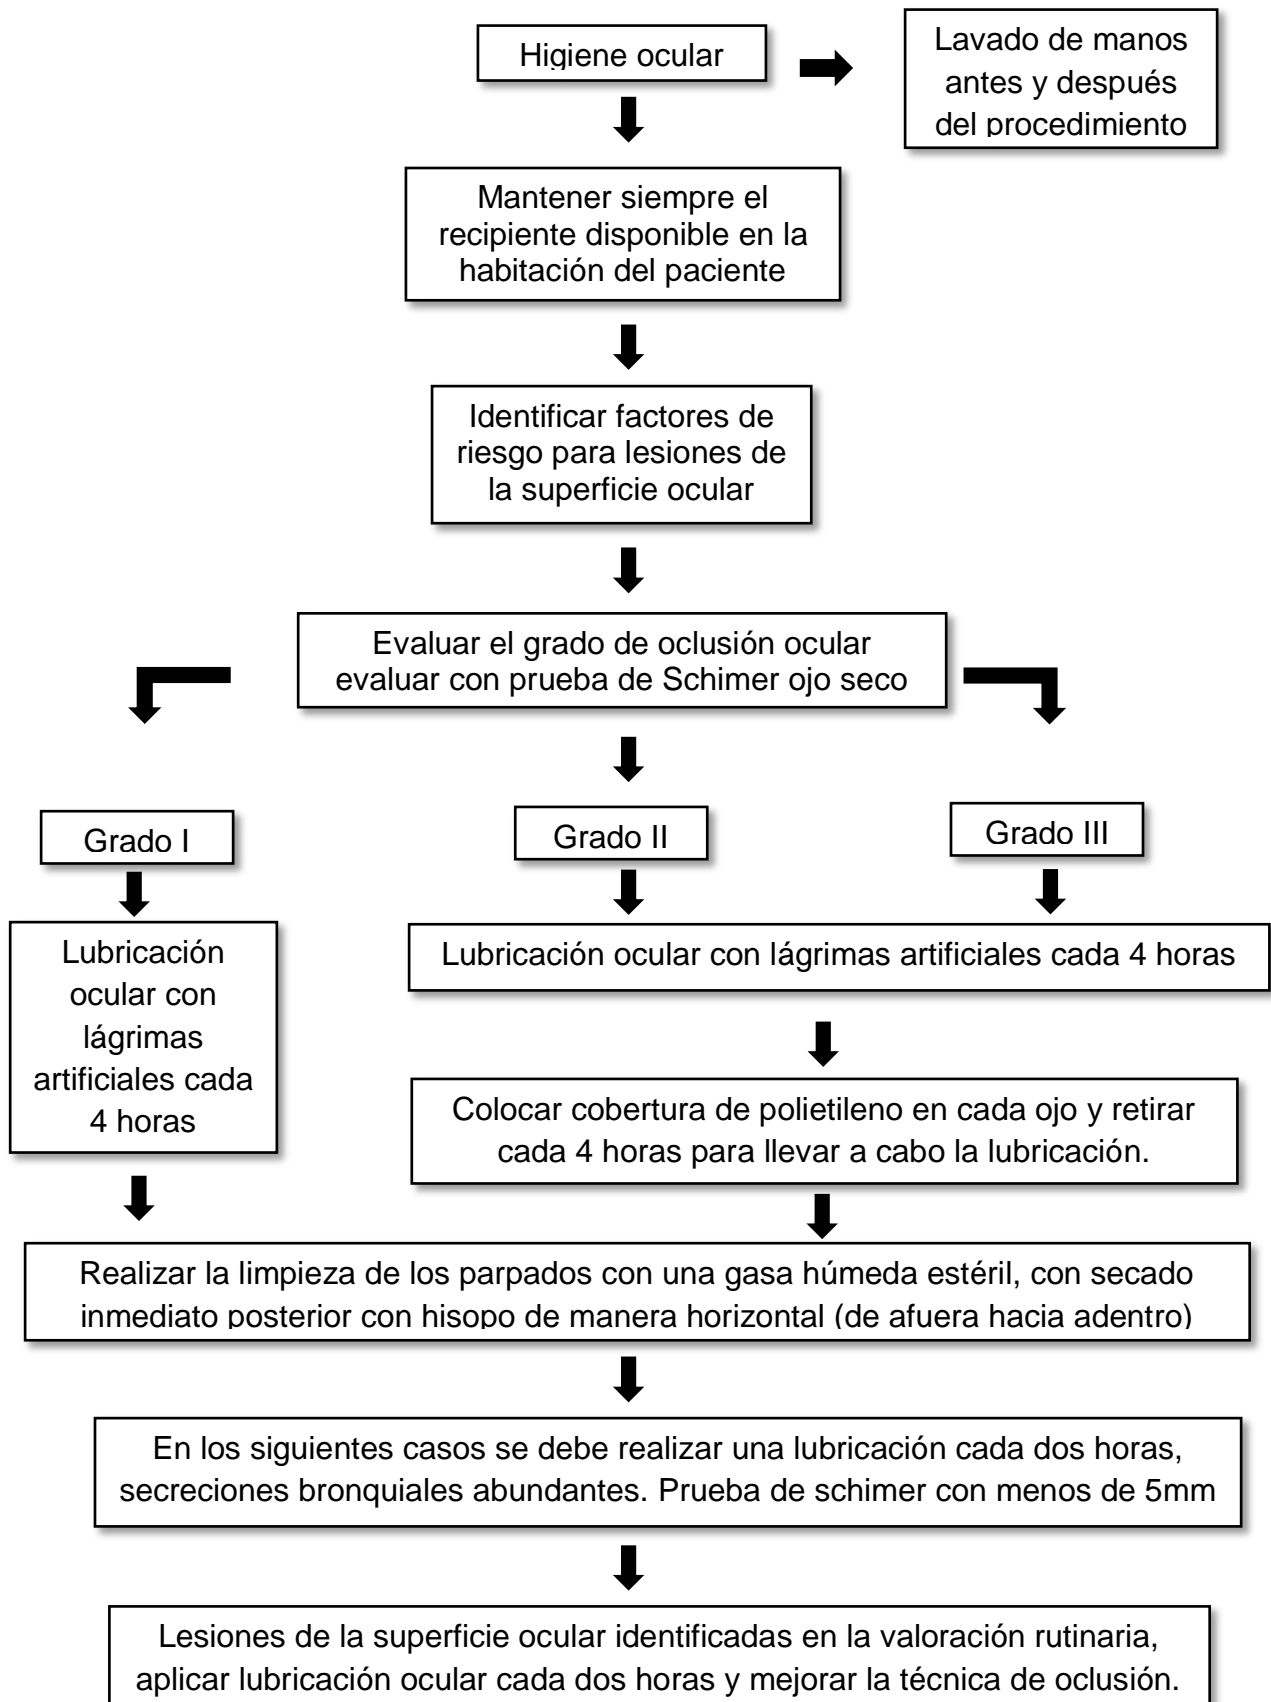 Higiene ocular
Lavado de manos
antes y después
del procedimiento
Mantener siempre el
recipiente disponible en la
habitación del paciente
Identificar factores de
riesgo para lesiones de
la superficie ocular
Evaluar el grado de oclusión ocular
evaluar con prueba de Schimer ojo seco
Grado I
Grado II
Grado III
Lubricación
ocular con
lágrimas
artificiales cada
4 horas
Lubricación ocular con lágrimas artificiales cada 4 horas
Colocar cobertura de polietileno en cada ojo y retirar
cada 4 horas para llevar a cabo la lubricación.
Realizar la limpieza de los parpados con una gasa húmeda estéril, con secado
inmediato posterior con hisopo de manera horizontal (de afuera hacia adentro)
En los siguientes casos se debe realizar una lubricación cada dos horas,
secreciones bronquiales abundantes. Prueba de schimer con menos de 5mm
Lesiones de la superficie ocular identificadas en la valoración rutinaria,
aplicar lubricación ocular cada dos horas y mejorar la técnica de oclusión.